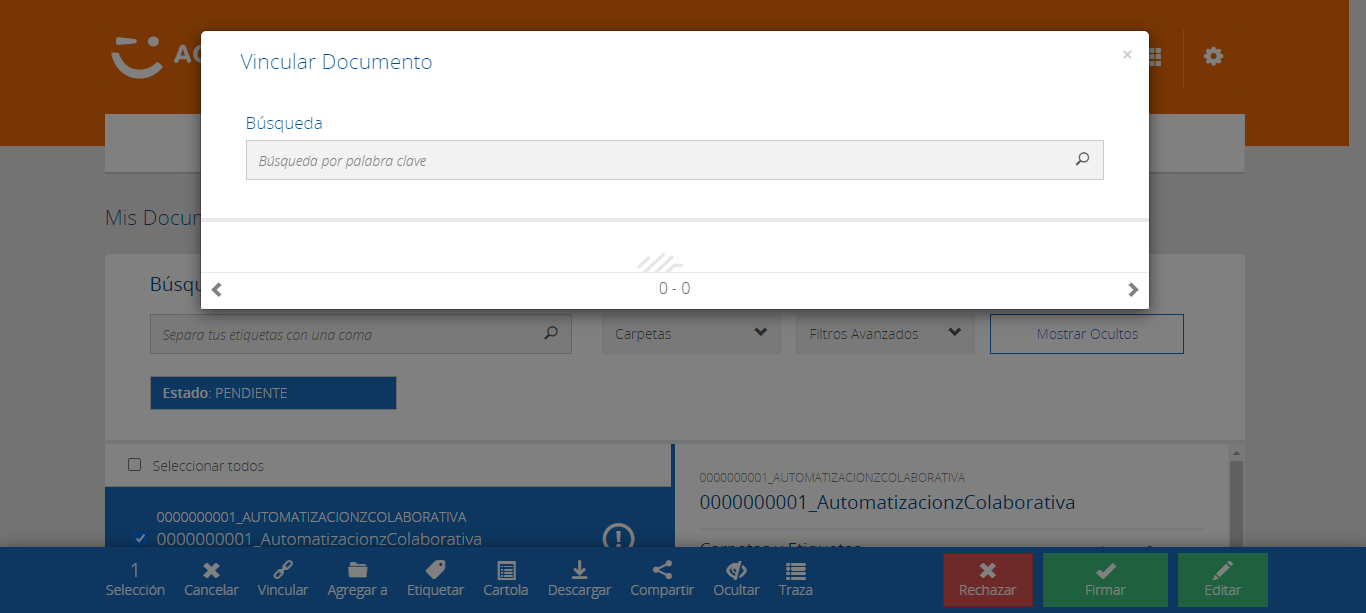 Vincular Documento
×
Búsqueda
Búsqueda por palabra clave
0 - 0
Mis
Separa tus etiquetas con una coma
Carpetas
Filtros Avanzados
Mostrar Ocultos
Estado: PENDIENTE
Seleccionar todos
0000000001_AUTOMATIZACIONZCOLABORATIVA
0000000001_AutomatizacionzColaborativa
0000000001_AUTOMATIZACIONZCOLABORATIVA
0000000001_AutomatizacionzColaborativa
Carpetas y Etiquetas
1
Selección
Cancelar
Vincular
Agregar a
Etiquetar
Cartola
Descargar
Compartir
Ocultar
Traza
Rechazar
Firmar
Editar